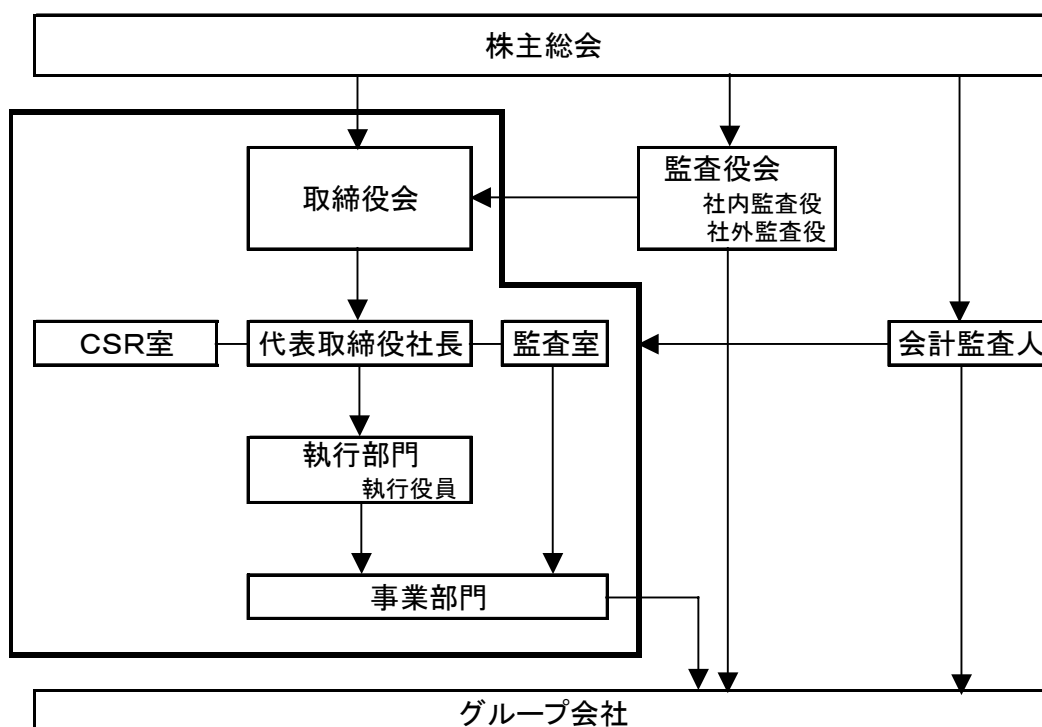 株主総会
監査役会
取締役会
社内監査役
社外監査役
CSR室
代表取締役社長
監査室
会計監査人
執行部門
執行役員
事業部門
グループ会社